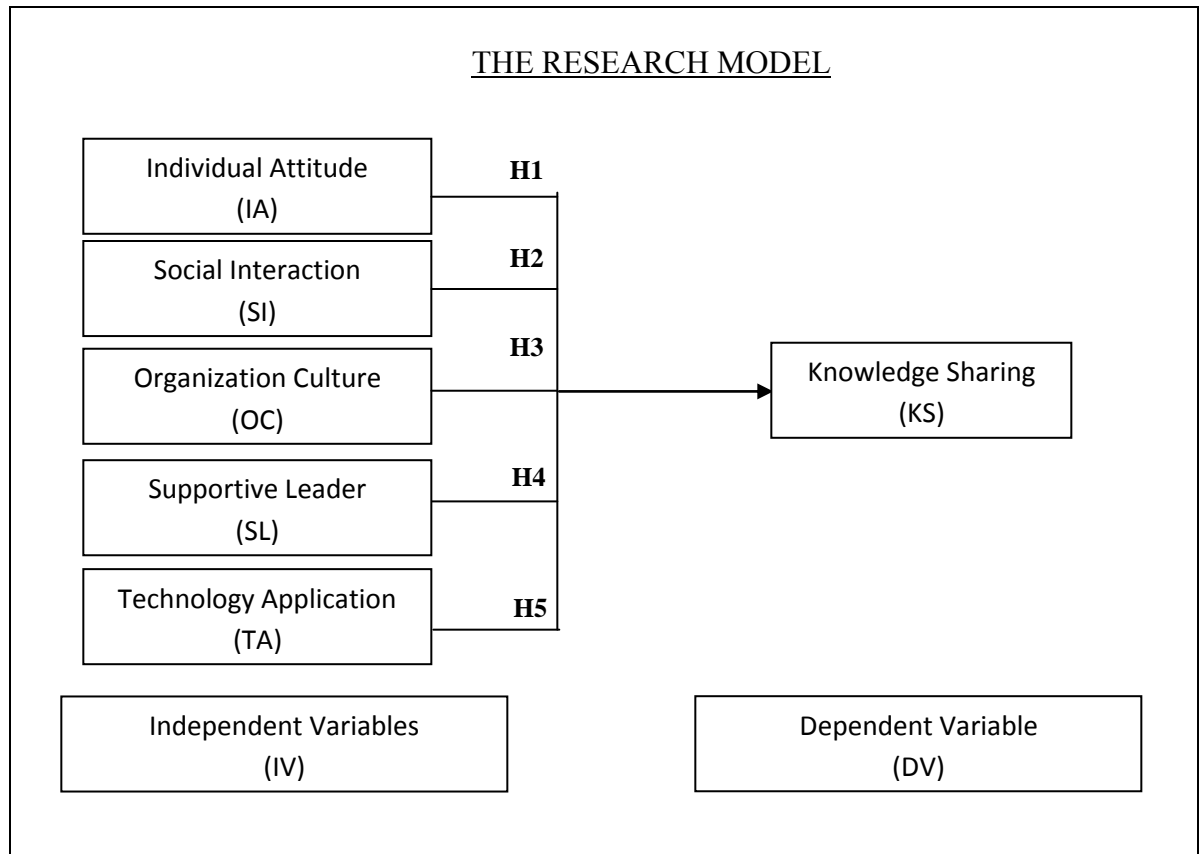 THE RESEARCH MODEL
Individual Attitude
(IA)
H1
Social Interaction
(SI)
H2
Organization Culture
(OC)
H3
Supportive Leader
(SL)
H4
Technology Application
(TA)
H5
Knowledge Sharing
(KS)
Independent Variables
(IV)
Dependent Variable
(DV)